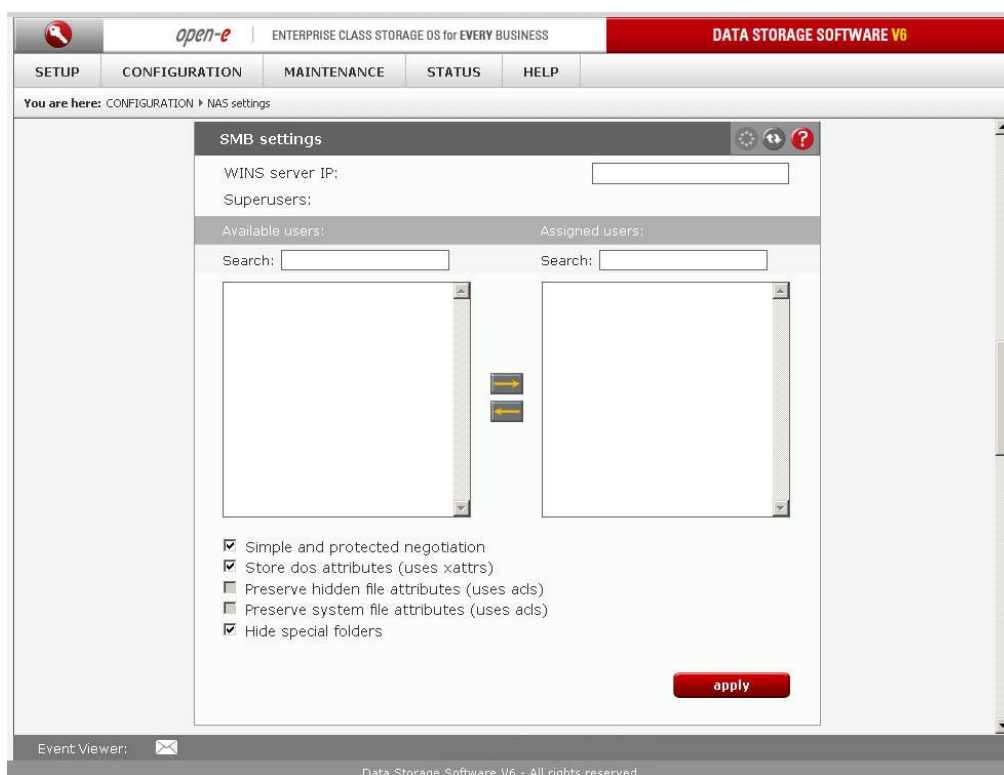 open-e ENTERPRISE CLASS STORAGE OS for EVERY BUSINESS DATA STORAGE SOFTWARE V6
SETUP CONFIGURATION MAINTENANCE STATUS HELP
You are here: CONFIGURATION NAS settings
SMB settings ?
WINS server IP:
Superusers:
Available users: Assigned users:
Search: Search:
Simple and protected negotiation
Store dos attributes (uses xattrs)
Preserve hidden file attributes (uses acls)
Preserve system file attributes (uses acls)
Hide special folders
apply
Event Viewer:
Data Storage Software V6 - All rights reserved